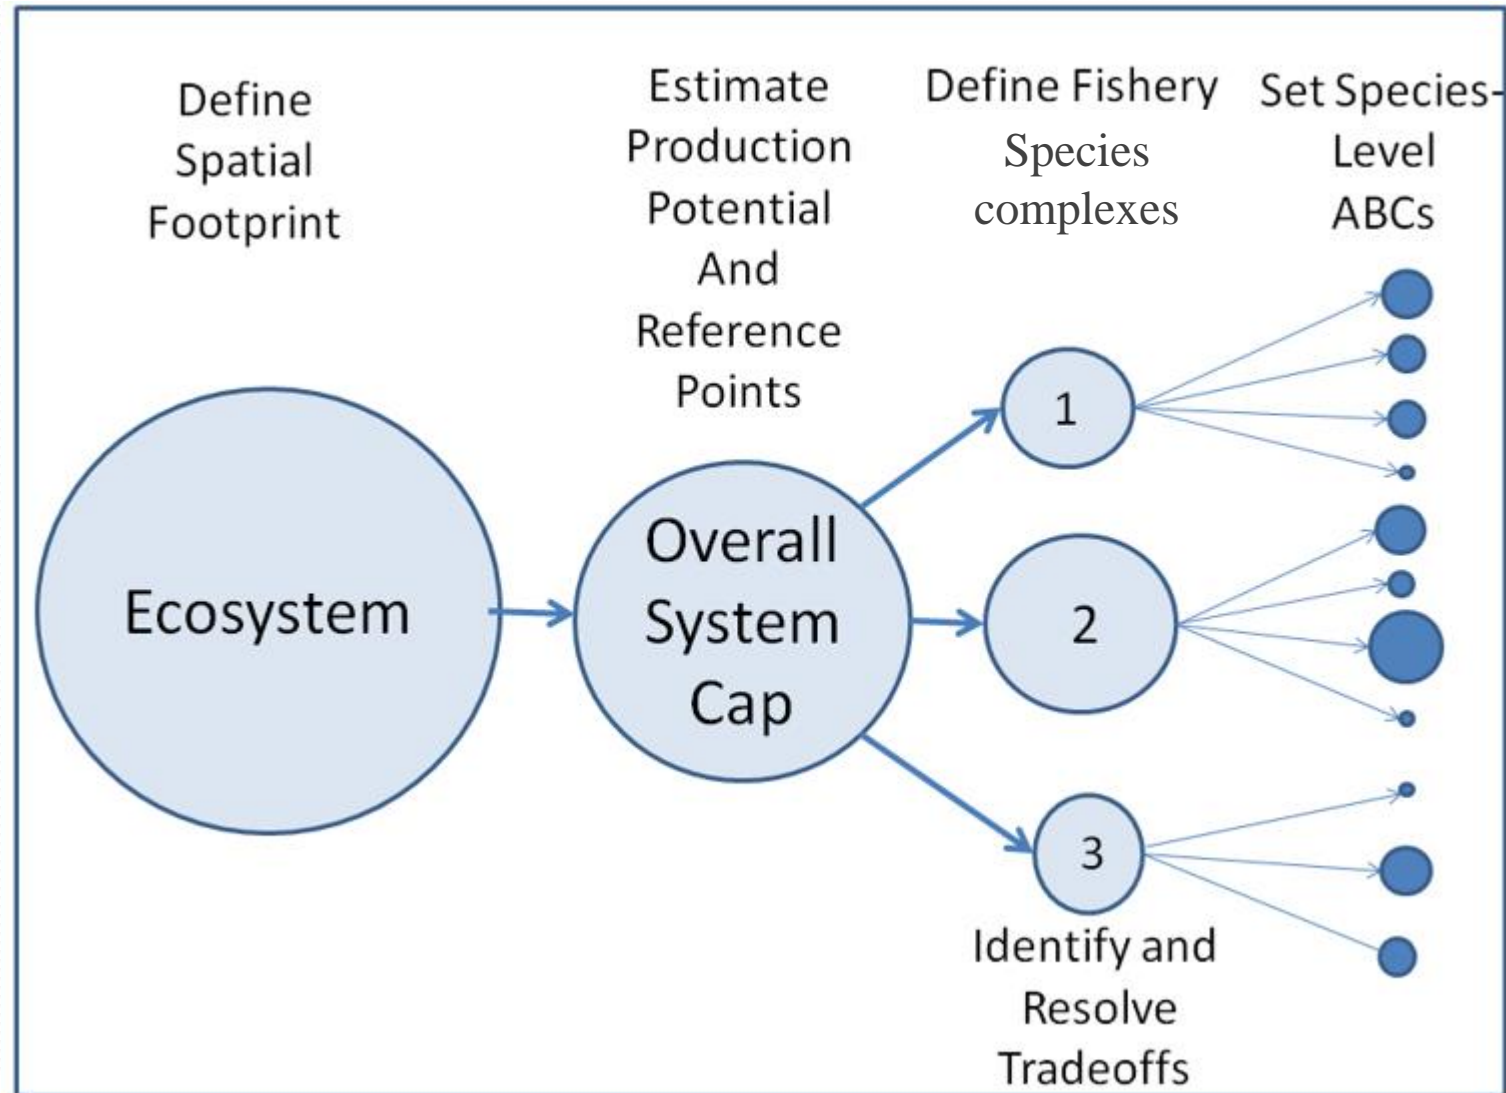 Define
Spatial
Footprint
Estimate
Production
Potential
And
Reference
Points
Define Fishery
Species
complexes
Set Species-
Level
ABCs
Ecosystem
Overall
System
Cap
1
2
3
Identify and
Resolve
Tradeoffs